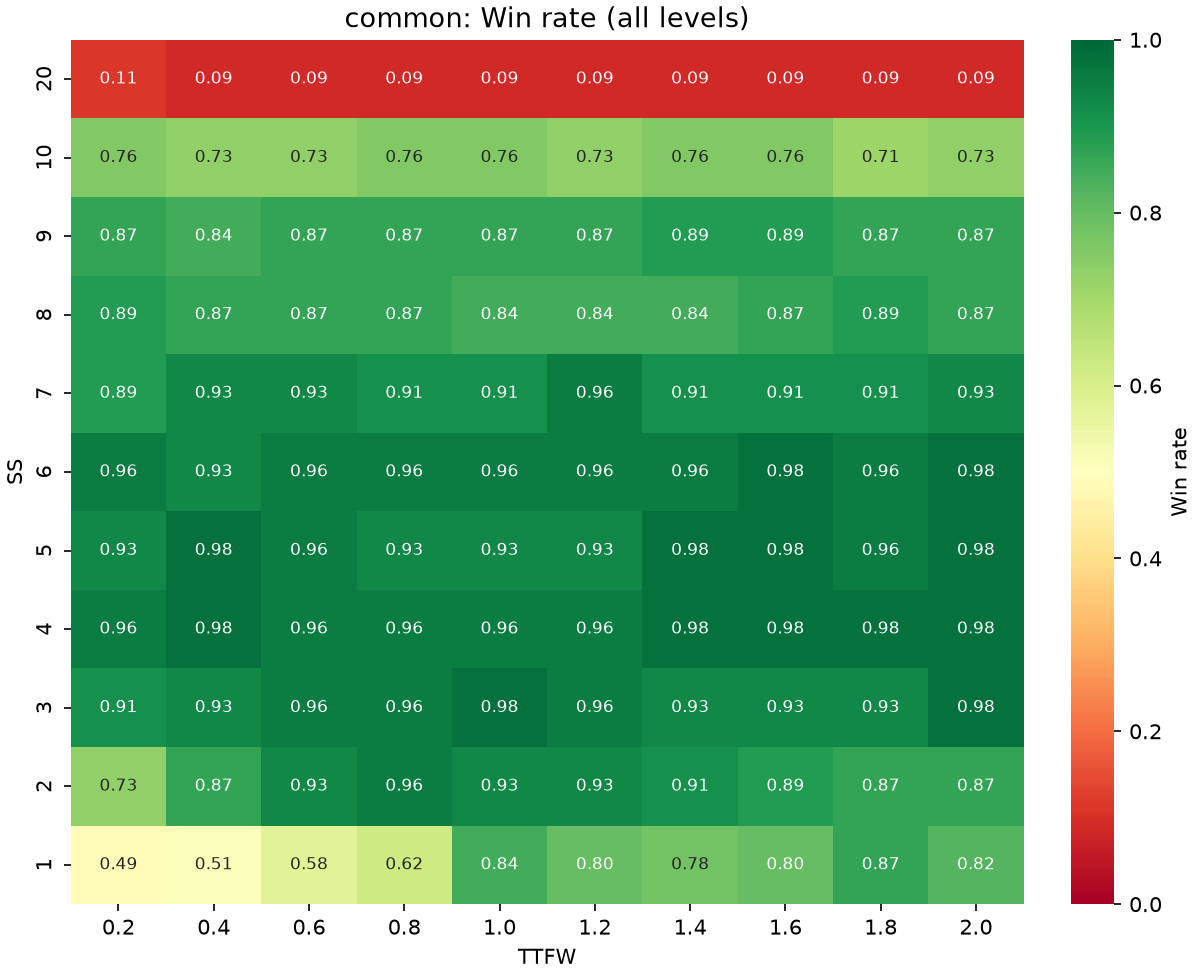 common: Win rate (all levels)
20 0.11 0.09 0.09 0.09 0.09 0.09 0.09 0.09 0.09 0.09
10 0.76 0.73 0.73 0.76 0.76 0.73 0.76 0.76 0.71 0.73
9 0.87 0.84 0.87 0.87 0.87 0.87 0.89 0.89 0.87 0.87
8 0.89 0.87 0.87 0.87 0.84 0.84 0.84 0.87 0.89 0.87
7 0.89 0.93 0.93 0.91 0.91 0.96 0.91 0.91 0.91 0.93
6 0.96 0.93 0.96 0.96 0.96 0.96 0.96 0.98 0.96 0.98
5 0.93 0.98 0.96 0.93 0.93 0.93 0.98 0.98 0.96 0.98
4 0.96 0.98 0.96 0.96 0.96 0.96 0.98 0.98 0.98 0.98
3 0.91 0.93 0.96 0.96 0.98 0.96 0.93 0.93 0.93 0.98
2 0.73 0.87 0.93 0.96 0.93 0.93 0.91 0.89 0.87 0.87
1 0.49 0.51 0.58 0.62 0.84 0.80 0.78 0.80 0.87 0.82
0.2 0.4 0.6 0.8 1.0 1.2 1.4 1.6 1.8 2.0
TTFW
SS
1.0
0.8
0.6
0.4
0.2
0.0
Win rate